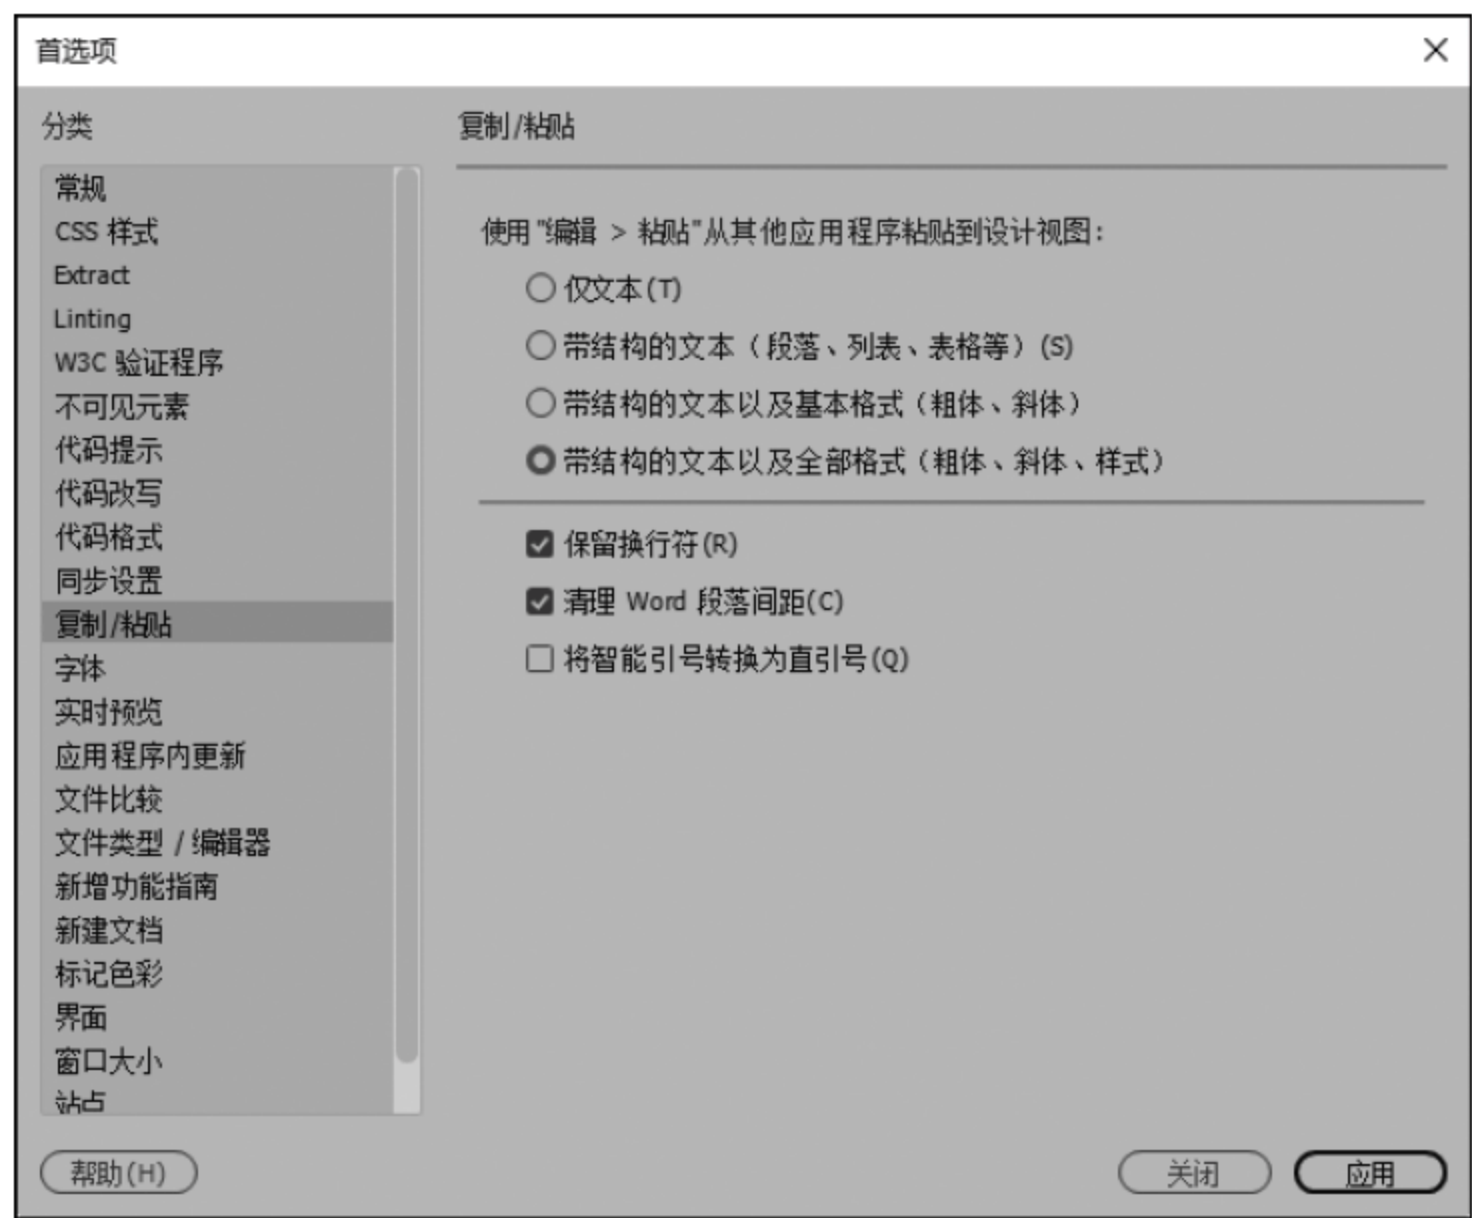 首选项
分类
常规
CSS 样式
Extract
Linting
W3C 验证程序
不可见元素
代码提示
代码改写
代码格式
同步设置
复制/粘贴
字体
实时预览
应用程序内更新
文件比较
文件类型 / 编辑器
新增功能指南
新建文档
标记色彩
界面
窗口大小
站点
复制/粘贴
使用"编辑 > 粘贴"从其他应用程序粘贴到设计视图：
仅文本(T)
带结构的文本（段落、列表、表格等）(S)
带结构的文本以及基本格式（粗体、斜体）
带结构的文本以及全部格式（粗体、斜体、样式）
保留换行符(R)
清理 Word 段落间距(C)
将智能引号转换为直引号(Q)
帮助(H)
关闭
应用